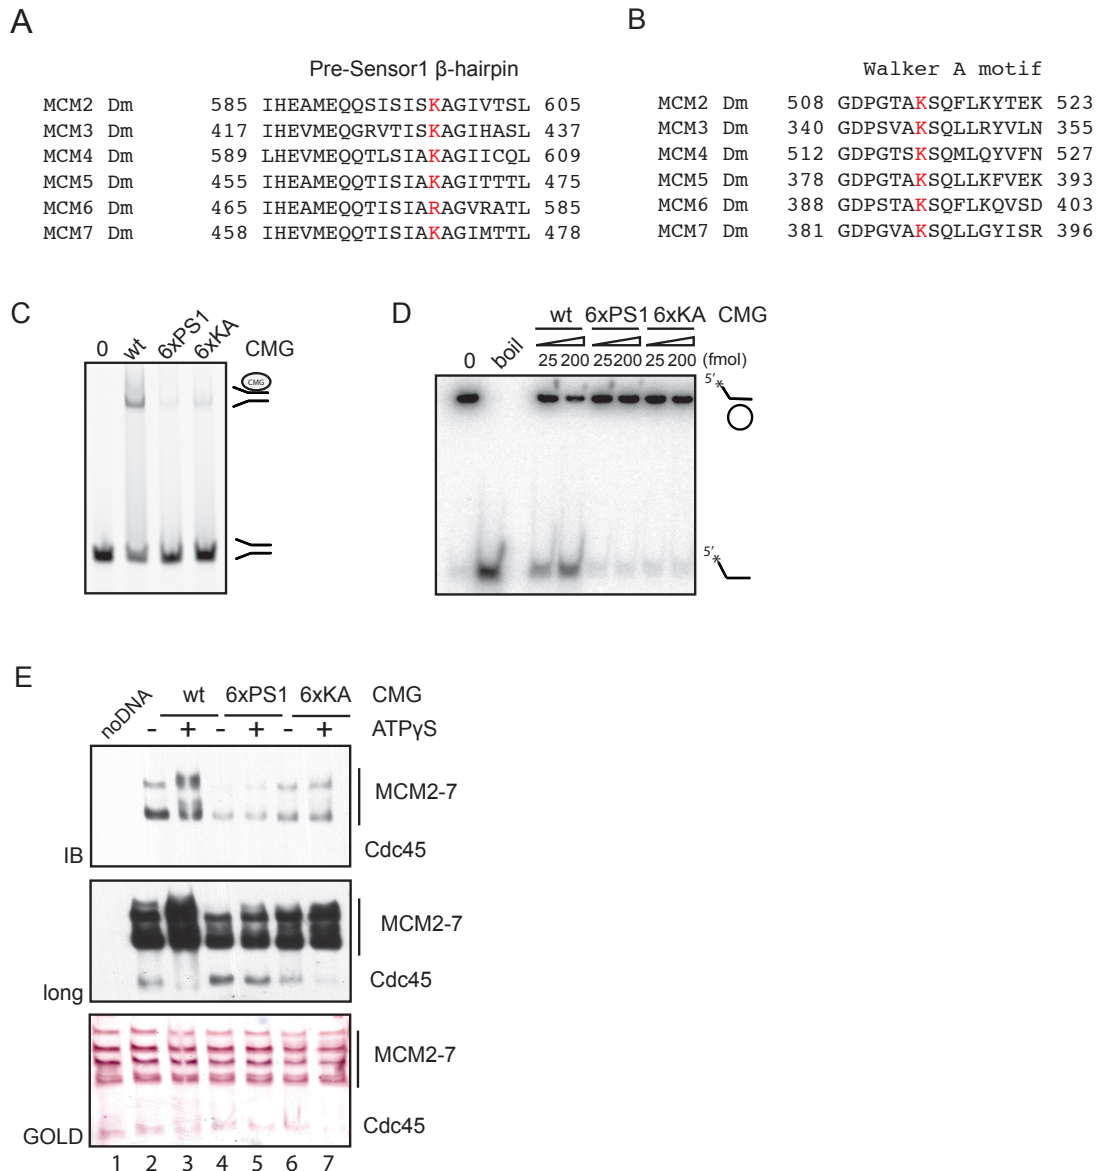 A
Pre-Sensor1 β-hairpin
MCM2 Dm 585 IHEAMEQQSISISKAGIVTSL 605
MCM3 Dm 417 IHEVMEQGRVTISKAGIHASL 437
MCM4 Dm 589 LHEVMEQQTLSIAKAGIICQL 609
MCM5 Dm 455 IHEAMEQQTISIAKAGITTTL 475
MCM6 Dm 465 IHEAMEQQTISIARAGVRATL 585
MCM7 Dm 458 IHEVMEQQTISIAKAGIMTTL 478
B
Walker A motif
MCM2 Dm 508 GDPGTAKSQFLKYTEK 523
MCM3 Dm 340 GDPSVAKSQLLRYVLN 355
MCM4 Dm 512 GDPGTSKSQMLQYVFN 527
MCM5 Dm 378 GDPGTAKSQLLKFVEK 393
MCM6 Dm 388 GDPSTAKSQFLKQVSD 403
MCM7 Dm 381 GDPGVAKSQLLGYISR 396
C
0 wt 6xPS1 6xKA CMG
CMG
D
wt 6xPS1 6xKA CMG
0 boil 25 200 25 200 25 200 (fmol)
5' *
5' *
E
noDNA wt 6xPS1 6xKA CMG
- + - + - + ATPγS
MCM2-7
Cdc45
IB
MCM2-7
Cdc45
long
MCM2-7
Cdc45
GOLD
1 2 3 4 5 6 7